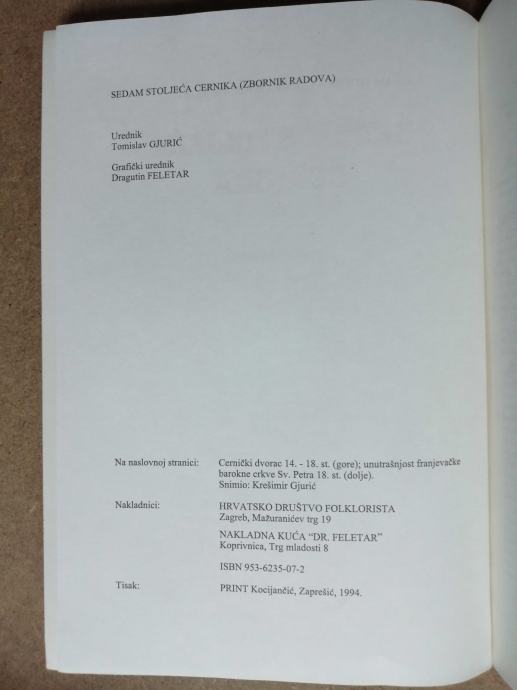 SEDAM STOLJEĆA CERNIKA (ZBORNIK RADOVA)
Urednik
Tomislav GJURIĆ
Grafički urednik
Dragutin FELETAR
Na naslovnoj stranici: Cernički dvorac 14. - 18. st. (gore); unutrašnjost franjevačke
barokne crkve Sv. Petra 18. st. (dolje).
Snimio: Krešimir Gjurić
Nakladnici: HRVATSKO DRUŠTVO FOLKLORISTA
Zagreb, Mažuranićev trg 19
NAKLADNA KUĆA "DR. FELETAR"
Koprivnica, Trg mladosti 8
ISBN 953-6235-07-2
Tisak: PRINT Kocijančić, Zaprešić, 1994.